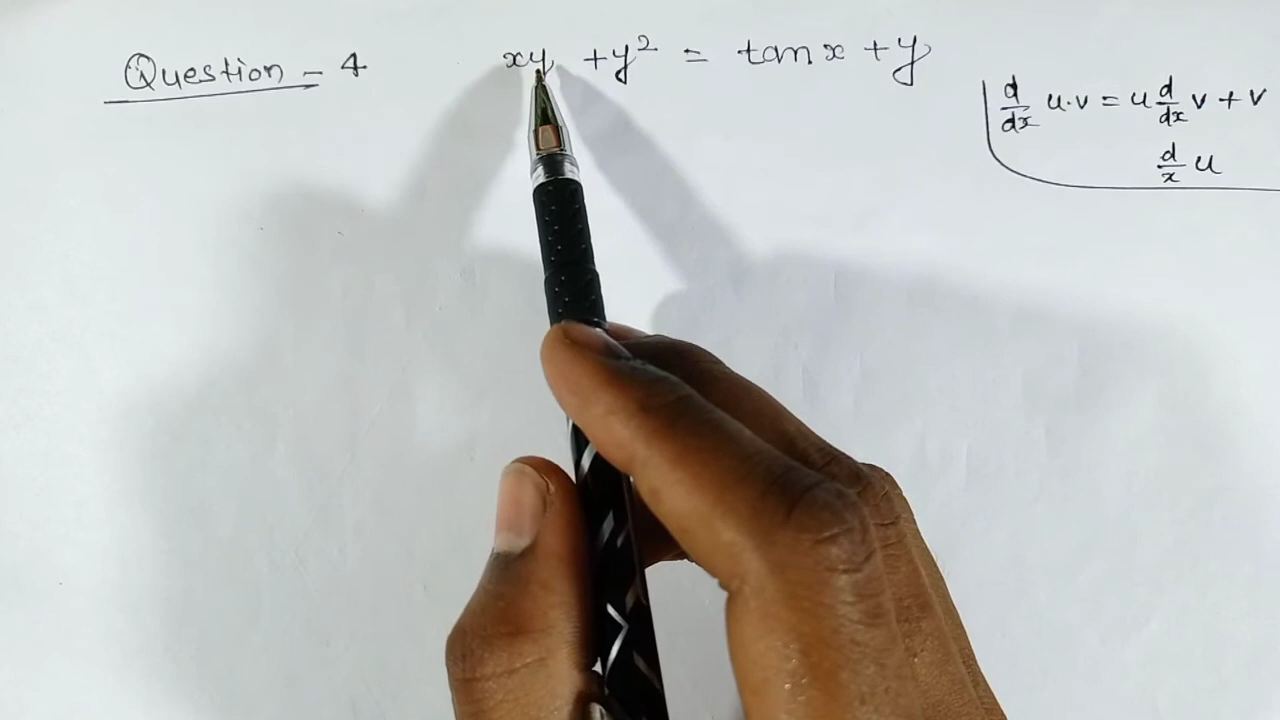 Question - 4
xy + y² = tan x + y
d/dx u·v = u d/dx v + v
d/x u